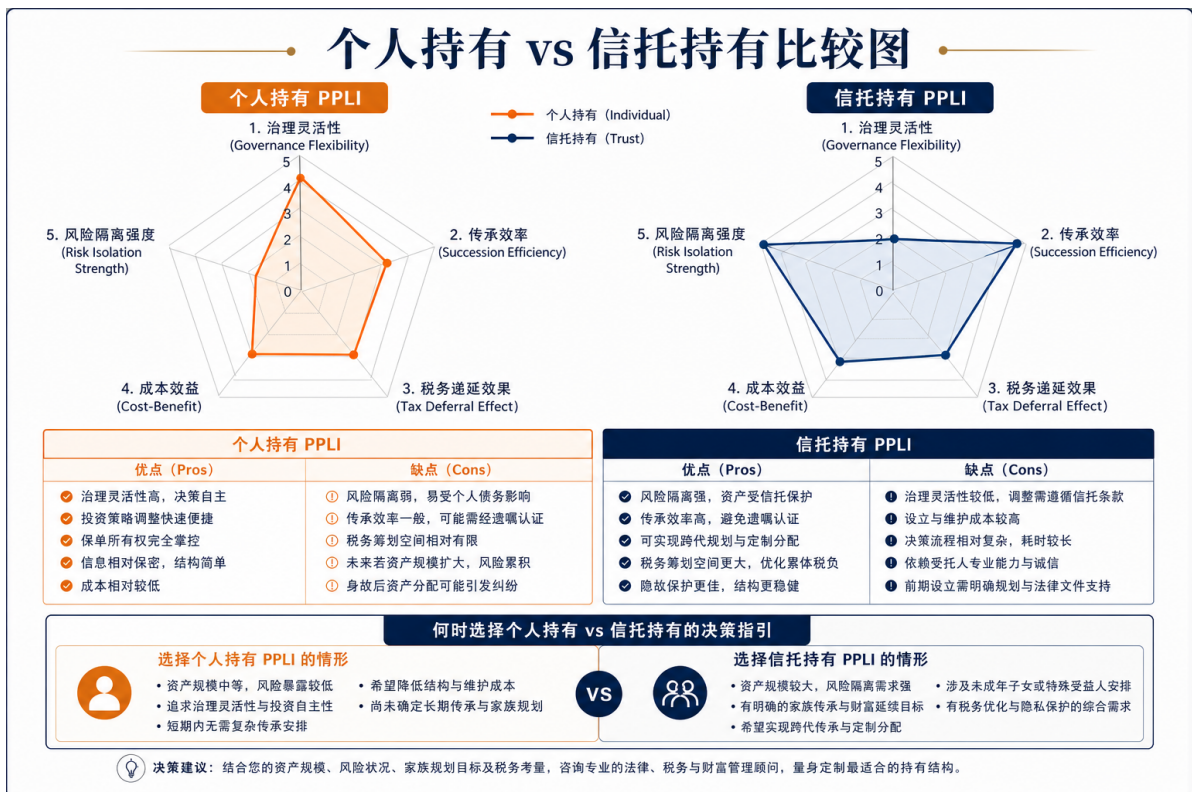 个人持有 vs 信托持有比较图
个人持有 PPLI
个人持有（Individual）
信托持有（Trust）
信托持有 PPLI
1. 治理灵活性
(Governance Flexibility)
5
4
3
2
1
0
2. 传承效率
(Succession Efficiency)
3. 税务递延效果
(Tax Deferral Effect)
4. 成本效益
(Cost-Benefit)
5. 风险隔离强度
(Risk Isolation
Strength)
1. 治理灵活性
(Governance Flexibility)
5
4
3
2
1
0
2. 传承效率
(Succession Efficiency)
3. 税务递延效果
(Tax Deferral Effect)
4. 成本效益
(Cost-Benefit)
5. 风险隔离强度
(Risk Isolation
Strength)
个人持有 PPLI
优点（Pros）
缺点（Cons）
治理灵活性高，决策自主
投资策略调整快速便捷
保单所有权完全掌控
信息相对保密，结构简单
成本相对较低
风险隔离弱，易受个人债务影响
传承效率一般，可能需经遗嘱认证
税务筹划空间相对有限
未来若资产规模扩大，风险累积
身故后资产分配可能引发纠纷
信托持有 PPLI
优点（Pros）
缺点（Cons）
风险隔离强，资产受信托保护
传承效率高，避免遗嘱认证
可实现跨代规划与定制分配
税务筹划空间更大，优化累体税负
隐故保护更佳，结构更稳健
治理灵活性较低，调整需遵循信托条款
设立与维护成本较高
决策流程相对复杂，耗时较长
依赖受托人专业能力与诚信
前期设立需明确规划与法律文件支持
何时选择个人持有 vs 信托持有的决策指引
选择个人持有 PPLI 的情形
• 资产规模中等，风险暴露较低
• 追求治理灵活性与投资自主性
• 短期内无需复杂传承安排
• 希望降低结构与维护成本
• 尚未确定长期传承与家族规划
VS
选择信托持有 PPLI 的情形
• 资产规模较大，风险隔离需求强
• 有明确的家族传承与财富延续目标
• 希望实现跨代传承与定制分配
• 涉及未成年子女或特殊受益人安排
• 有税务优化与隐私保护的综合需求
决策建议：结合您的资产规模、风险状况、家族规划目标及税务考量，咨询专业的法律、税务与财富管理顾问，量身定制最适合的持有结构。